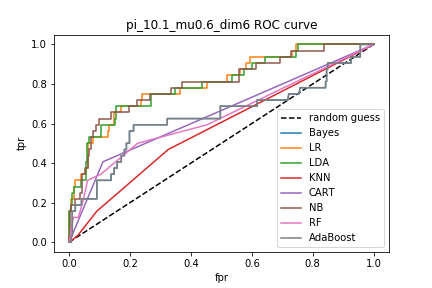 pi_10.1_mu0.6_dim6 ROC curve
tpr
1.0
0.8
0.6
0.4
0.2
0.0
random guess
Bayes
LR
LDA
KNN
CART
NB
RF
AdaBoost
0.0 0.2 0.4 0.6 0.8 1.0
fpr